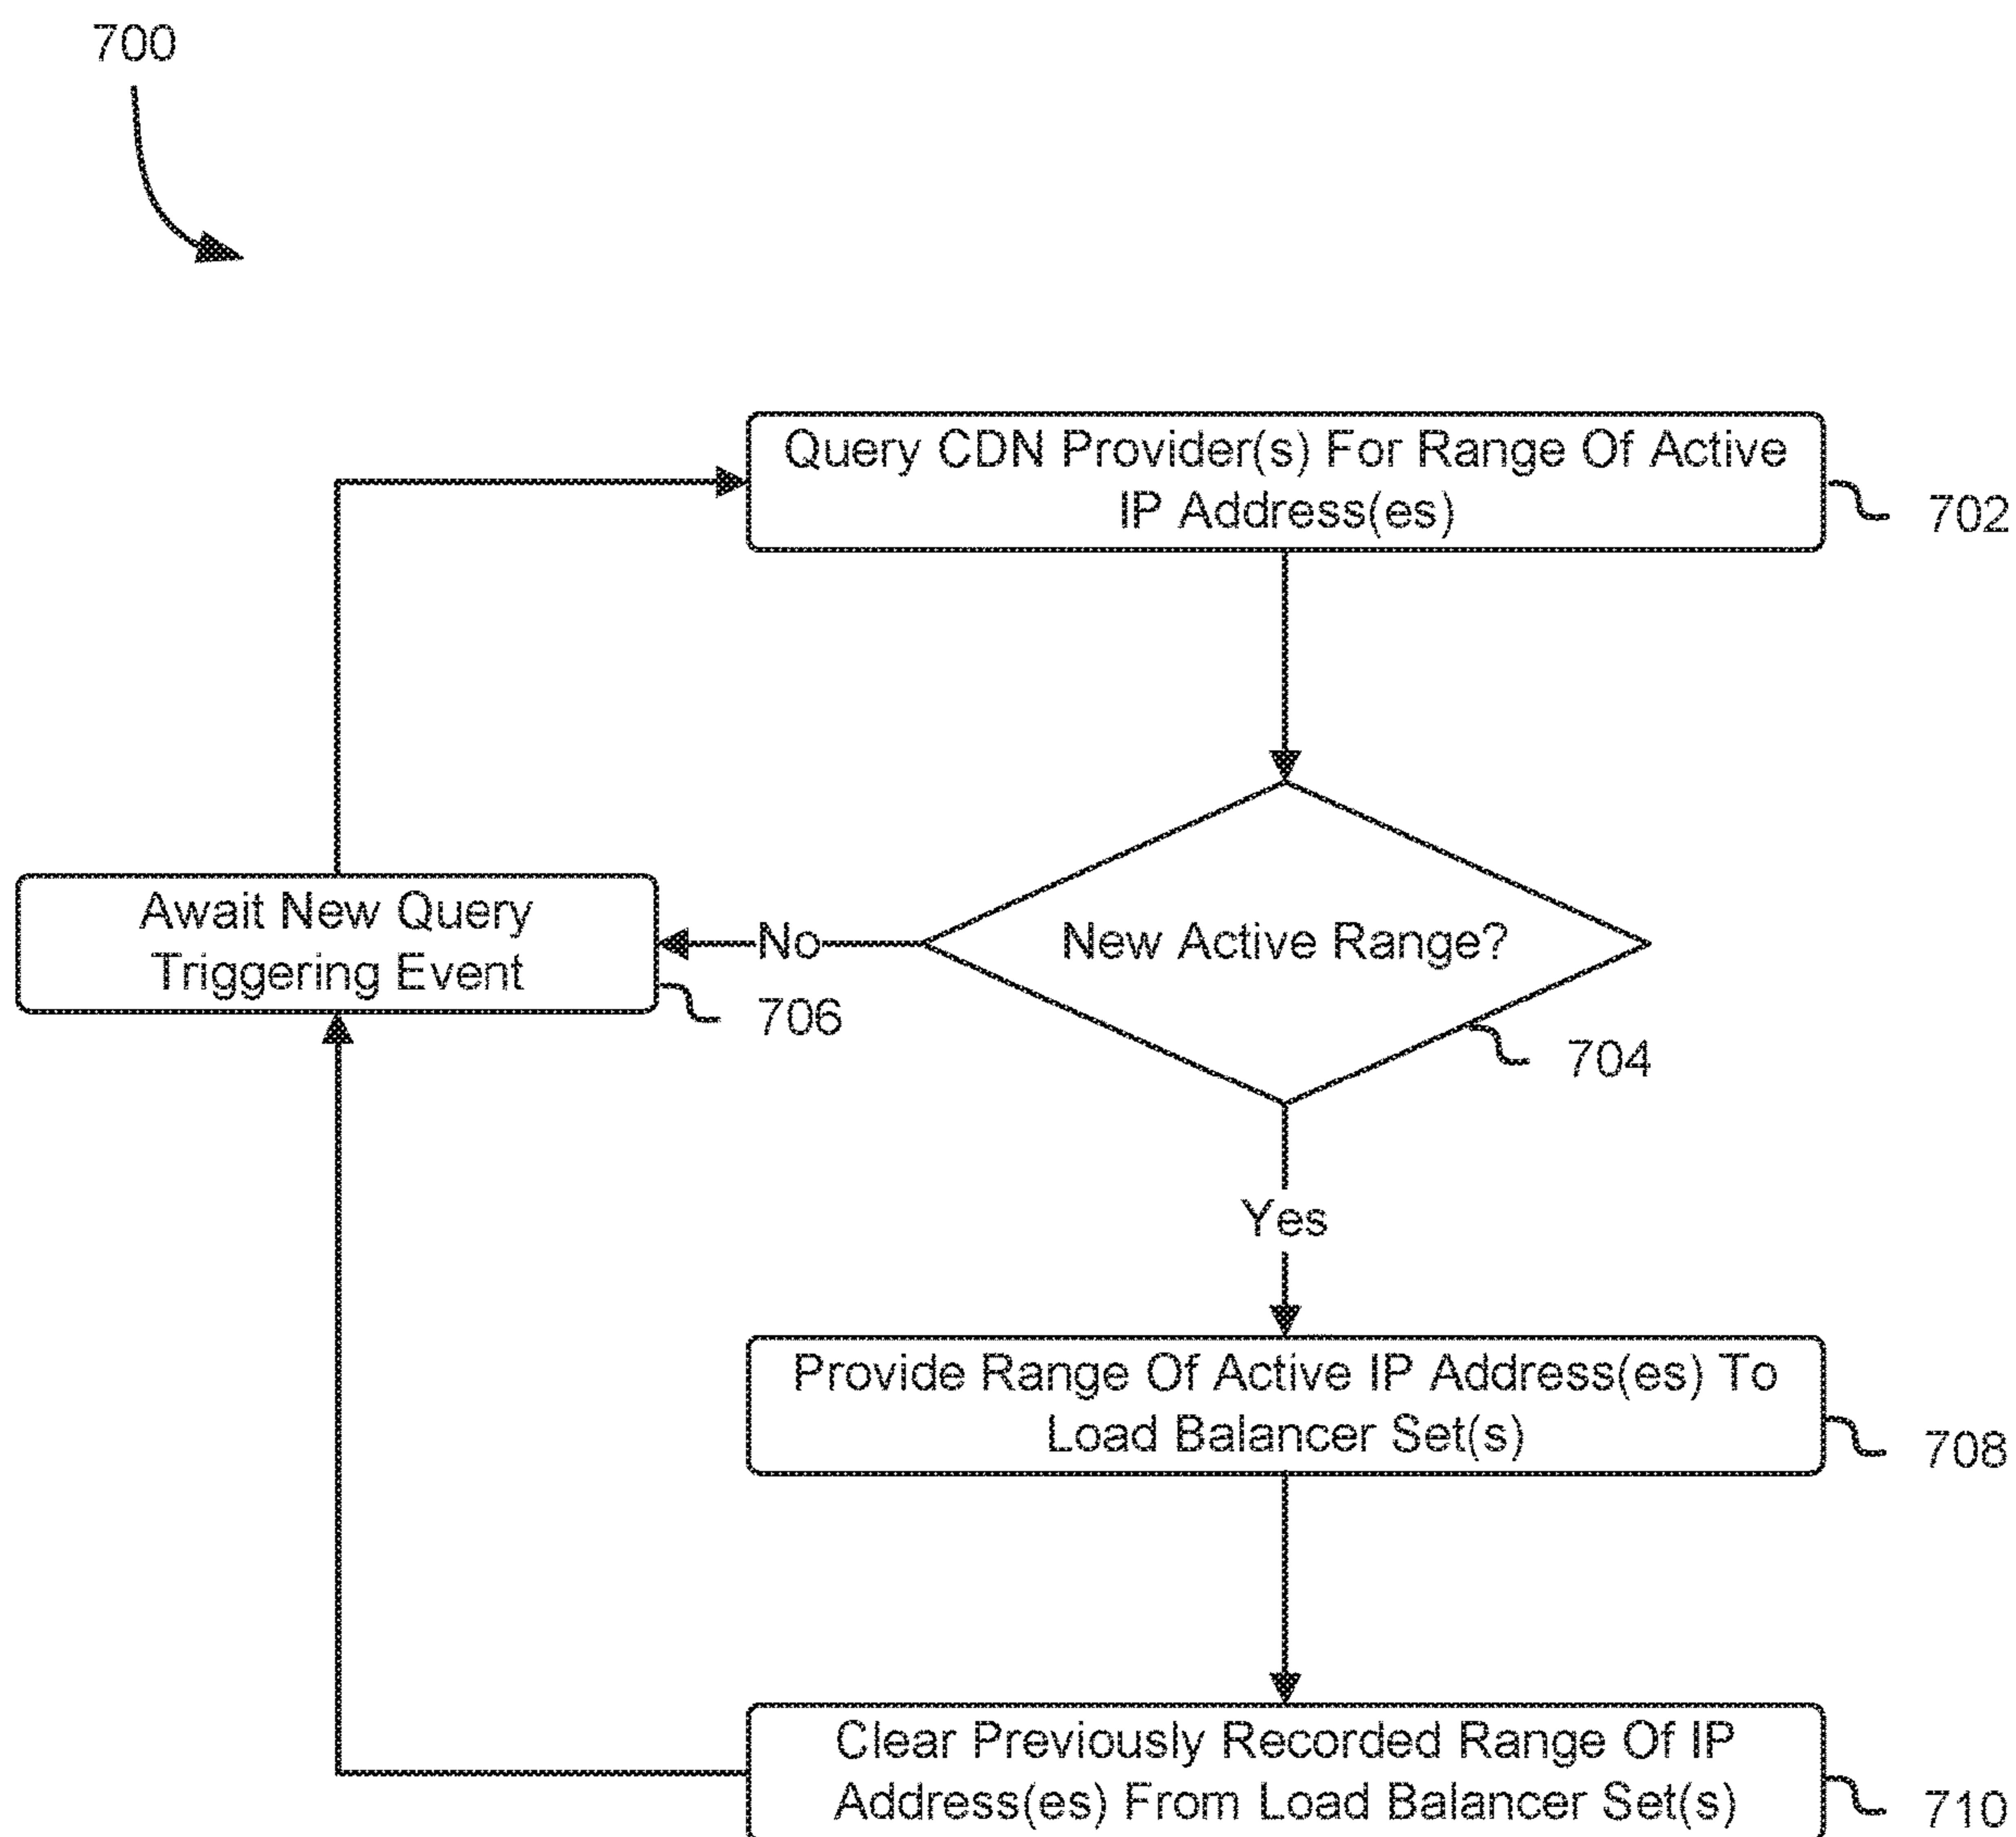 700
Query CDN Provider(s) For Range Of Active
IP Address(es)
702
Await New Query
Triggering Event
706
No
New Active Range?
704
Yes
Provide Range Of Active IP Address(es) To
Load Balancer Set(s)
708
Clear Previously Recorded Range Of IP
Address(es) From Load Balancer Set(s)
710